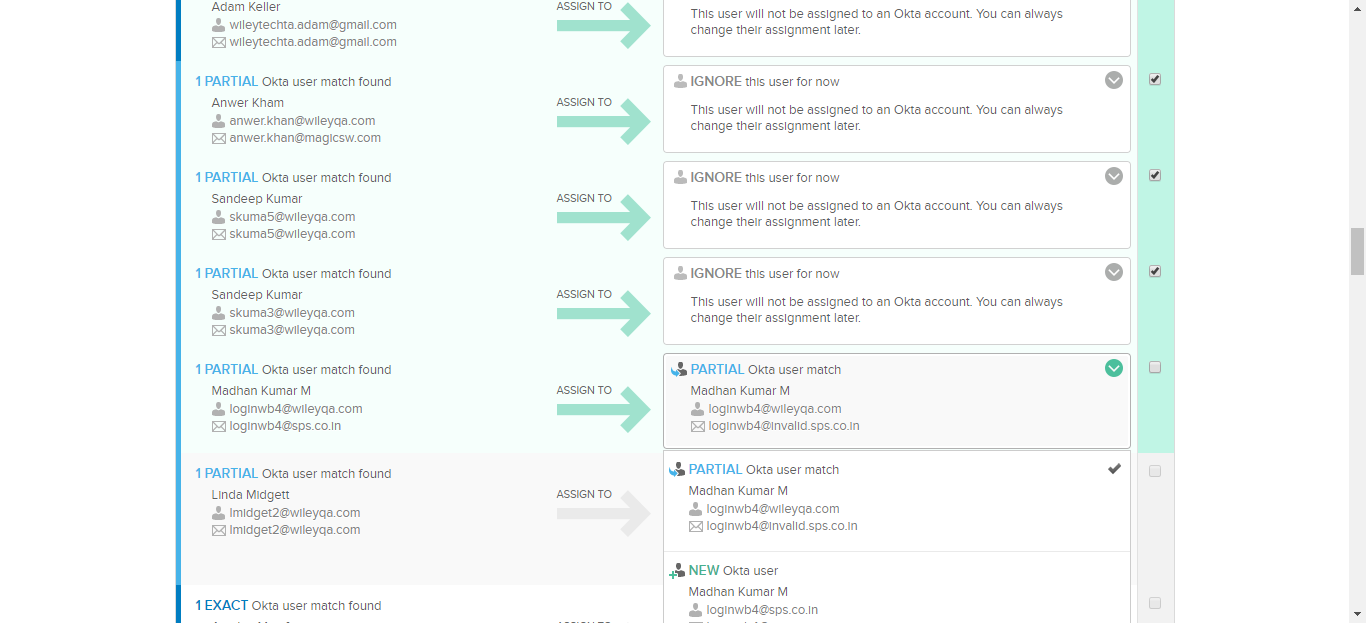 Adam Keller
wileytechta.adam@gmail.com
wileytechta.adam@gmail.com
ASSIGN TO
This user will not be assigned to an Okta account. You can always
change their assignment later.
1 PARTIAL Okta user match found
Anwer Kham
anwer.khan@wileyqa.com
anwer.khan@magicsw.com
ASSIGN TO
IGNORE this user for now
This user will not be assigned to an Okta account. You can always
change their assignment later.
1 PARTIAL Okta user match found
Sandeep Kumar
skuma5@wileyqa.com
skuma5@wileyqa.com
ASSIGN TO
IGNORE this user for now
This user will not be assigned to an Okta account. You can always
change their assignment later.
1 PARTIAL Okta user match found
Sandeep Kumar
skuma3@wileyqa.com
skuma3@wileyqa.com
ASSIGN TO
IGNORE this user for now
This user will not be assigned to an Okta account. You can always
change their assignment later.
1 PARTIAL Okta user match found
Madhan Kumar M
loginwb4@wileyqa.com
loginwb4@sps.co.in
ASSIGN TO
PARTIAL Okta user match
Madhan Kumar M
loginwb4@wileyqa.com
loginwb4@invalid.sps.co.in
1 PARTIAL Okta user match found
Linda Midgett
lmidget2@wileyqa.com
lmidget2@wileyqa.com
ASSIGN TO
PARTIAL Okta user match
Madhan Kumar M
loginwb4@wileyqa.com
loginwb4@invalid.sps.co.in
NEW Okta user
Madhan Kumar M
loginwb4@sps.co.in
1 EXACT Okta user match found